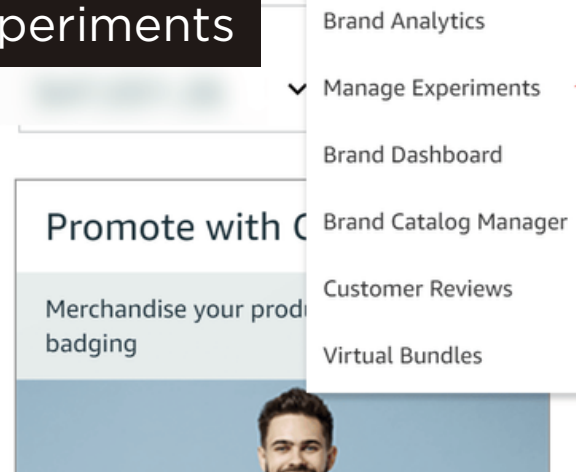 periments
Brand Analytics
Manage Experiments
Brand Dashboard
Brand Catalog Manager
Customer Reviews
Virtual Bundles
Promote with
Merchandise your
badging